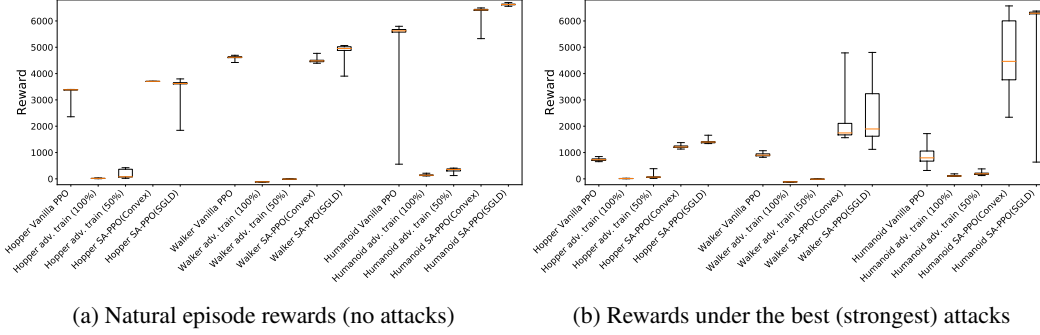 6000
5000
4000
3000
2000
1000
0
Reward
Hopper Vanilla PPO
Hopper adv. train (100%)
Hopper adv. train (50%)
Hopper SA-PPO(Convex)
Hopper SA-PPO(SGLD)
Walker Vanilla PPO
Walker adv. train (100%)
Walker adv. train (50%)
Walker SA-PPO(Convex)
Walker SA-PPO(SGLD)
Humanoid Vanilla PPO
Humanoid adv. train (100%)
Humanoid adv. train (50%)
Humanoid SA-PPO(Convex)
Humanoid SA-PPO(SGLD)
(a) Natural episode rewards (no attacks)
6000
5000
4000
3000
2000
1000
0
Reward
Hopper Vanilla PPO
Hopper adv. train (100%)
Hopper adv. train (50%)
Hopper SA-PPO(Convex)
Hopper SA-PPO(SGLD)
Walker Vanilla PPO
Walker adv. train (100%)
Walker adv. train (50%)
Walker SA-PPO(Convex)
Walker SA-PPO(SGLD)
Humanoid Vanilla PPO
Humanoid adv. train (100%)
Humanoid adv. train (50%)
Humanoid SA-PPO(Convex)
Humanoid SA-PPO(SGLD)
(b) Rewards under the best (strongest) attacks